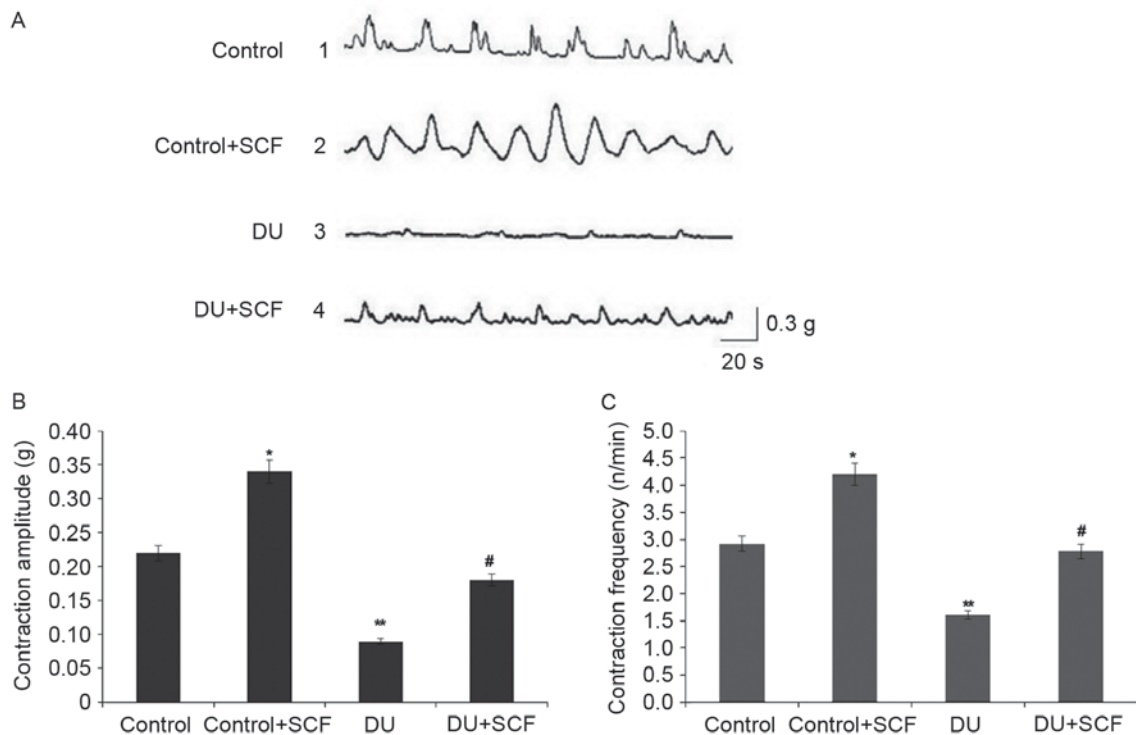 A
Control 1
Control+SCF 2
DU 3
DU+SCF 4
0.3 g
20 s
B
Contraction amplitude (g)
0.40
0.35
0.30
0.25
0.20
0.15
0.10
0.05
0
*
**
#
Control Control+SCF DU DU+SCF
C
Contraction frequency (n/min)
5.0
4.5
4.0
3.5
3.0
2.5
2.0
1.5
1.0
0.5
0.0
*
**
#
Control Control+SCF DU DU+SCF